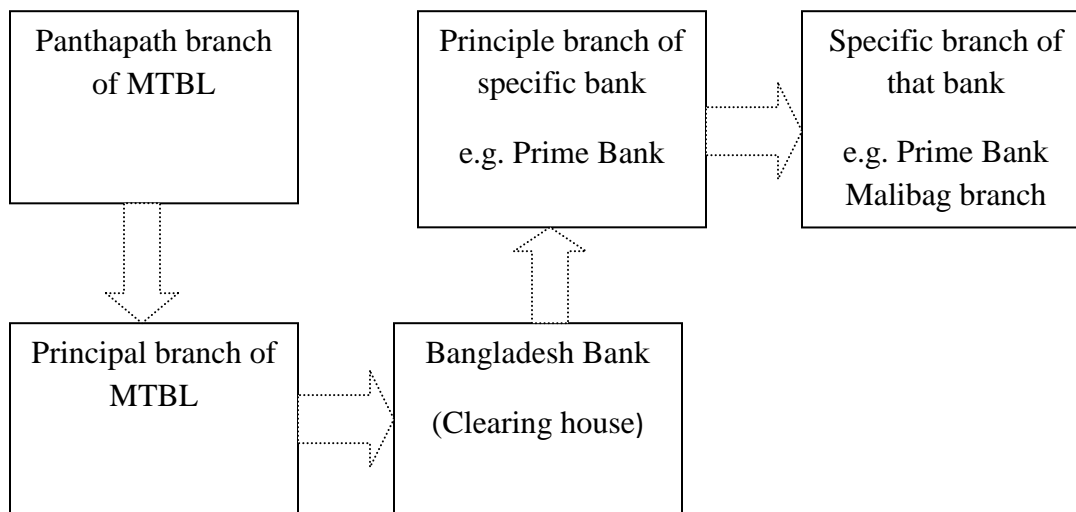 Panthapath branch
of MTBL
Principle branch of
specific bank
e.g. Prime Bank
Specific branch of
that bank
e.g. Prime Bank
Malibag branch
Principal branch of
MTBL
Bangladesh Bank
(Clearing house)